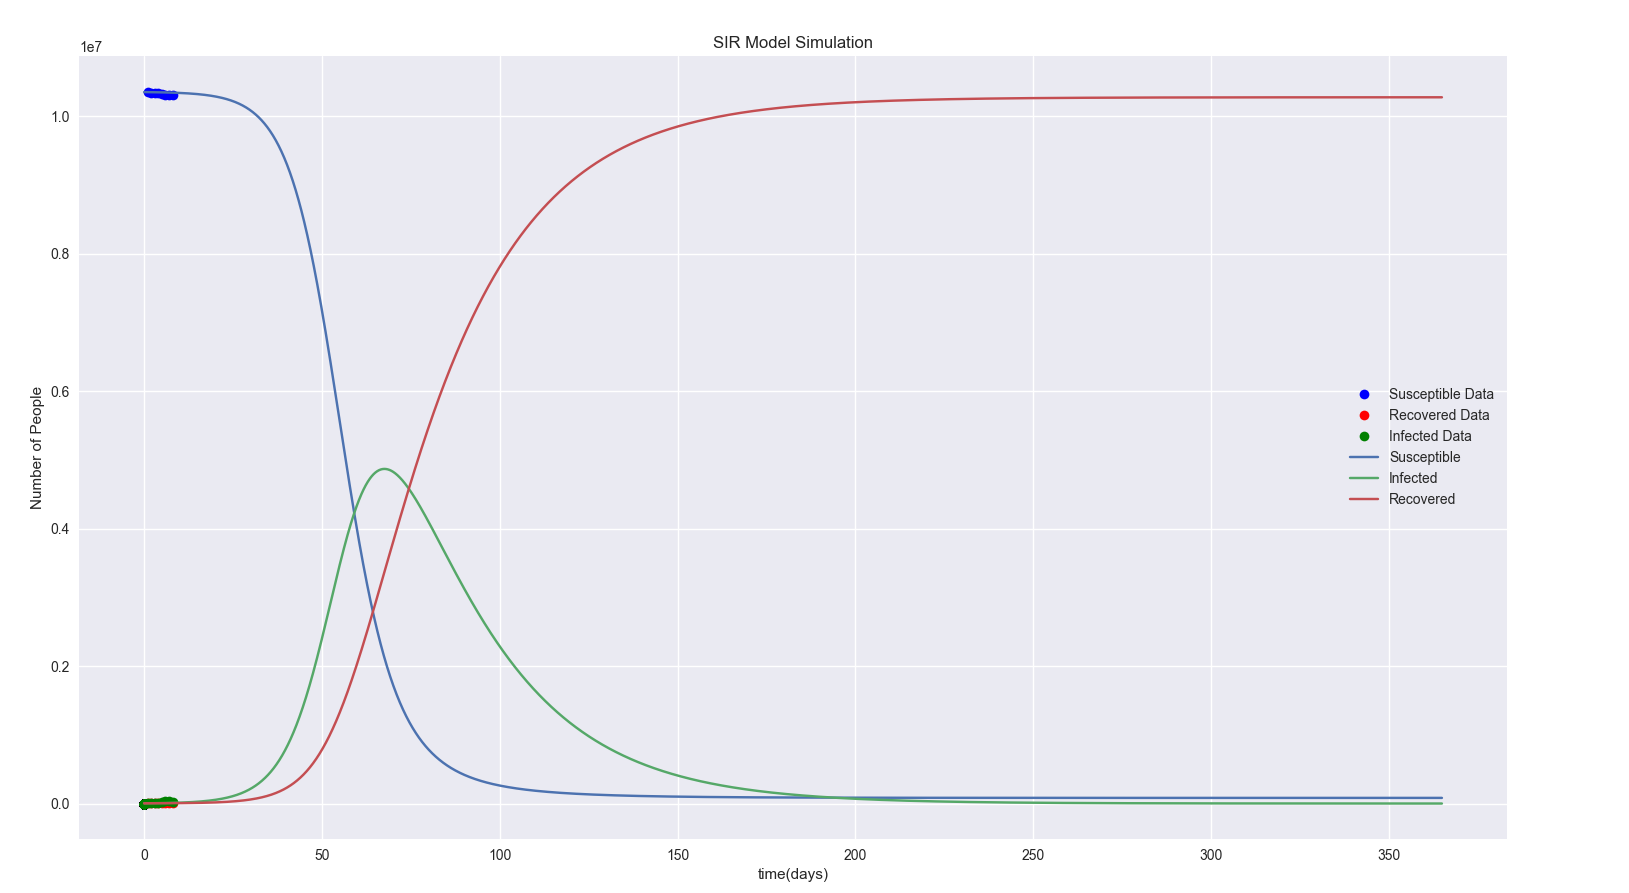 SIR Model Simulation
1e7
1.0
0.8
0.6
0.4
0.2
0.0
Number of People
Susceptible Data
Recovered Data
Infected Data
Susceptible
Infected
Recovered
0 50 100 150 200 250 300 350
time(days)